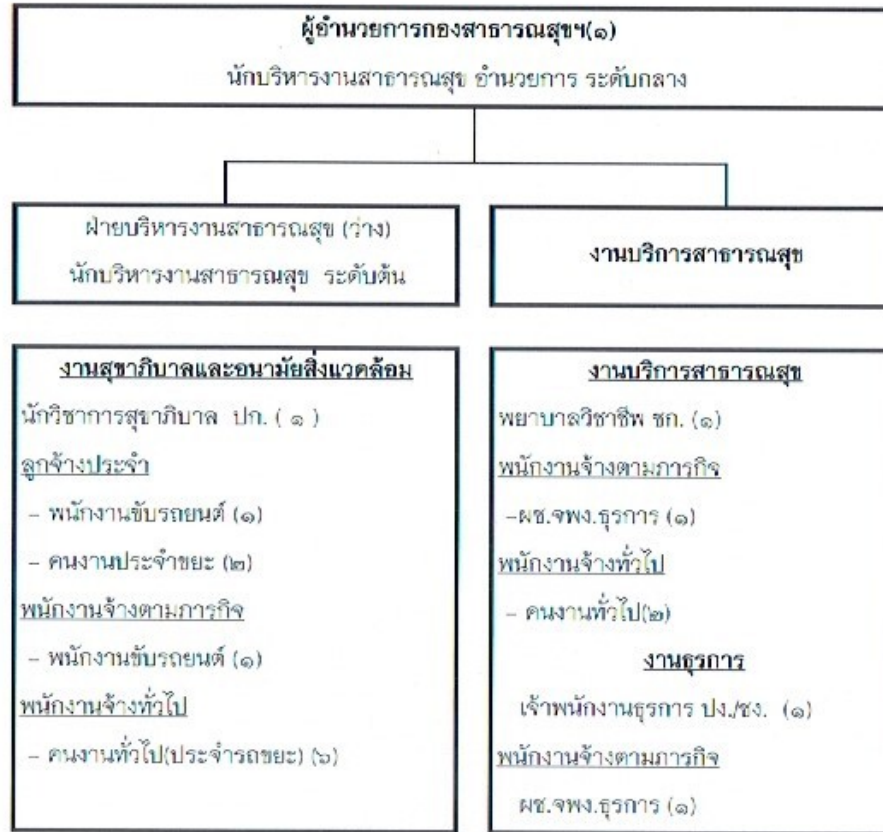 ผู้อำนวยการกองสาธารณสุขฯ(๑)
นักบริหารงานสาธารณสุข อำนวยการ ระดับกลาง
ฝ่ายบริหารงานสาธารณสุข (ว่าง)
นักบริหารงานสาธารณสุข ระดับต้น
งานบริการสาธารณสุข
งานสุขาภิบาลและอนามัยสิ่งแวดล้อม
นักวิชาการสุขาภิบาล ปก. ( ๑ )
ลูกจ้างประจำ
- พนักงานขับรถยนต์ (๑)
- คนงานประจำขยะ (๒)
พนักงานจ้างตามภารกิจ
- พนักงานขับรถยนต์ (๑)
พนักงานจ้างทั่วไป
- คนงานทั่วไป(ประจำรถขยะ) (๖)
งานบริการสาธารณสุข
พยาบาลวิชาชีพ ชก. (๑)
พนักงานจ้างตามภารกิจ
-ผช.จพง.ธุรการ (๑)
พนักงานจ้างทั่วไป
- คนงานทั่วไป(๒)
งานธุรการ
เจ้าพนักงานธุรการ ปง./ชง. (๑)
พนักงานจ้างตามภารกิจ
ผช.จพง.ธุรการ (๑)